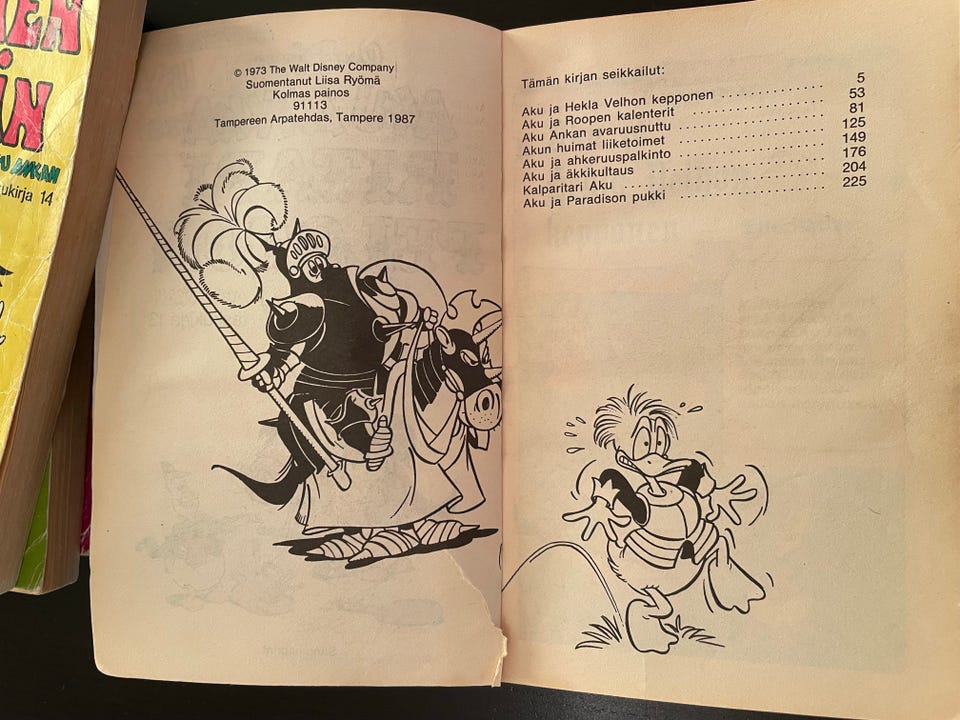 ukirja 14
© 1973 The Walt Disney Company
Suomentanut Liisa Ryömä
Kolmas painos
91113
Tampereen Arpatehdas, Tampere 1987
Tämän kirjan seikkailut:
Aku ja Hekla Velhon kepponen ............... 5
Aku ja Roopen kalenterit ..................... 53
Aku Ankan avaruusnuttu ..................... 81
Akun huimat liiketoimet ..................... 125
Aku ja ahkeruuspalkinto ..................... 149
Aku ja äkkikultaus ......................... 176
Kalparitari Aku ............................ 204
Aku ja Paradison pukki ..................... 225